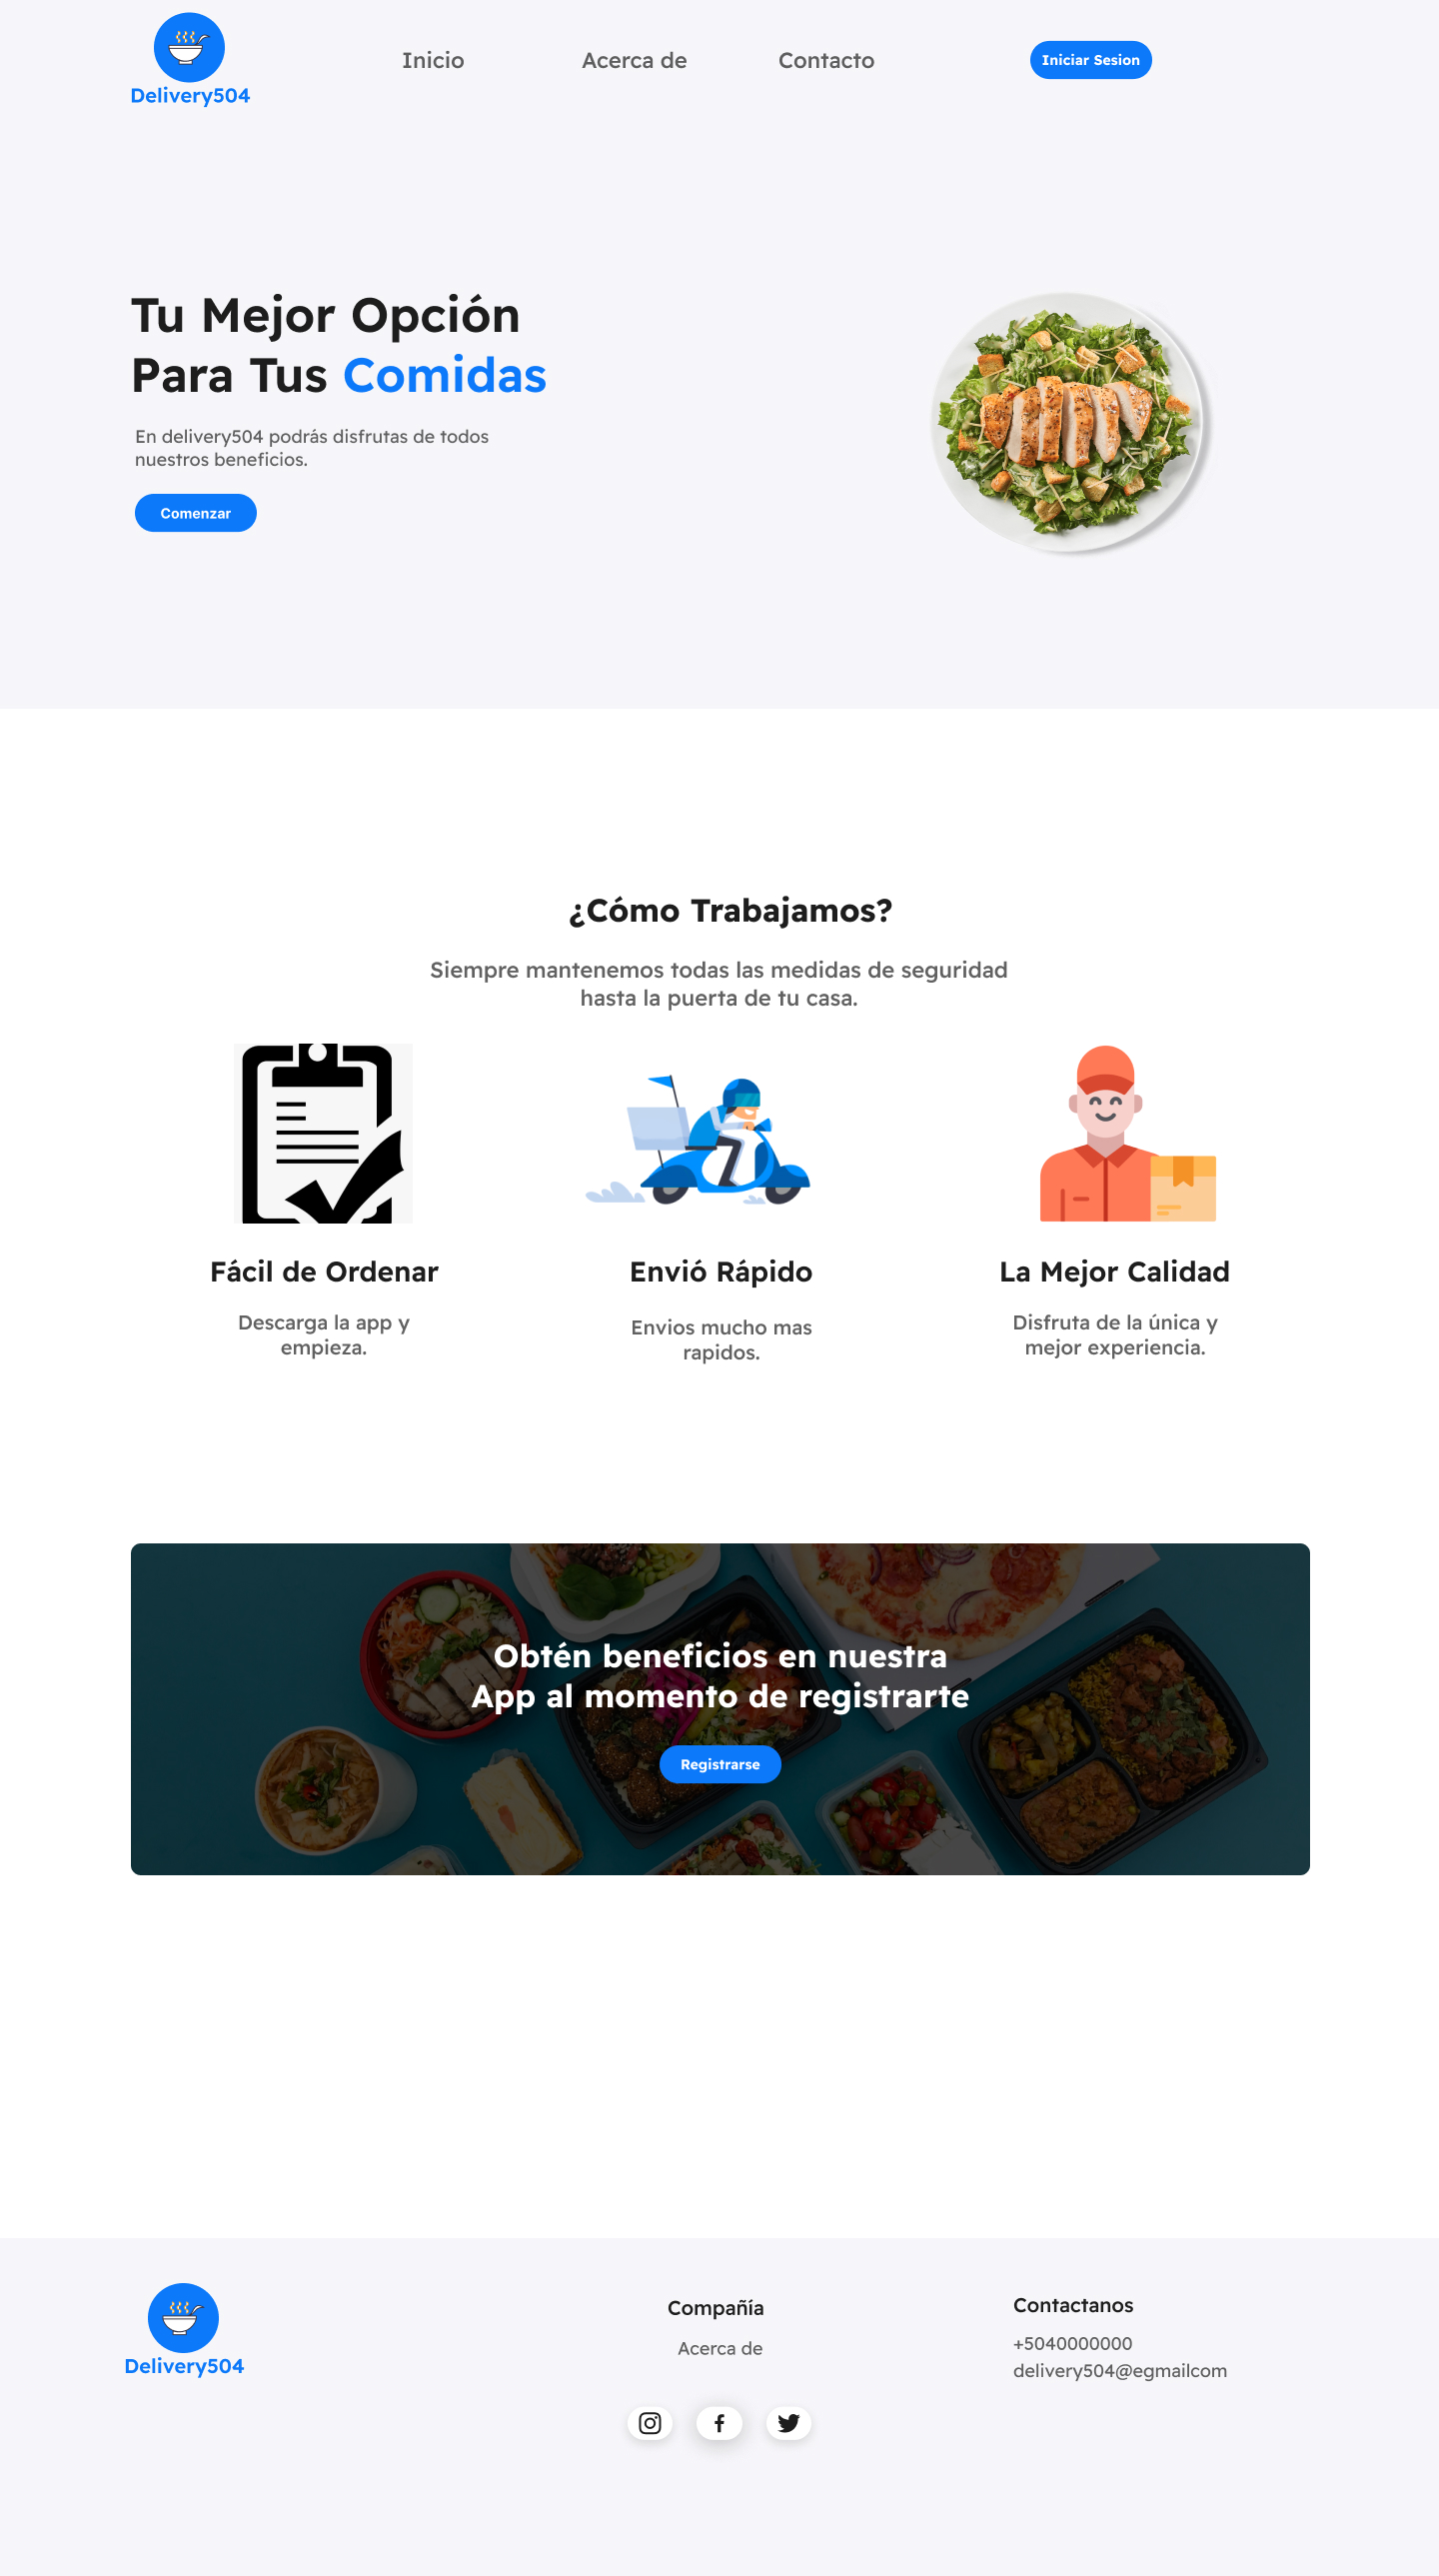 Delivery504
Inicio
Acerca de
Contacto
Iniciar Sesion
Tu Mejor Opción
Para Tus Comidas
En delivery504 podrás disfrutas de todos
nuestros beneficios.
Comenzar
¿Cómo Trabajamos?
Siempre mantenemos todas las medidas de seguridad
hasta la puerta de tu casa.
Fácil de Ordenar
Descarga la app y
empieza.
Envió Rápido
Envios mucho mas
rapidos.
La Mejor Calidad
Disfruta de la única y
mejor experiencia.
Obtén beneficios en nuestra
App al momento de registrarte
Registrarse
Delivery504
Compañía
Acerca de
Contactanos
+5040000000
delivery504@egmailcom